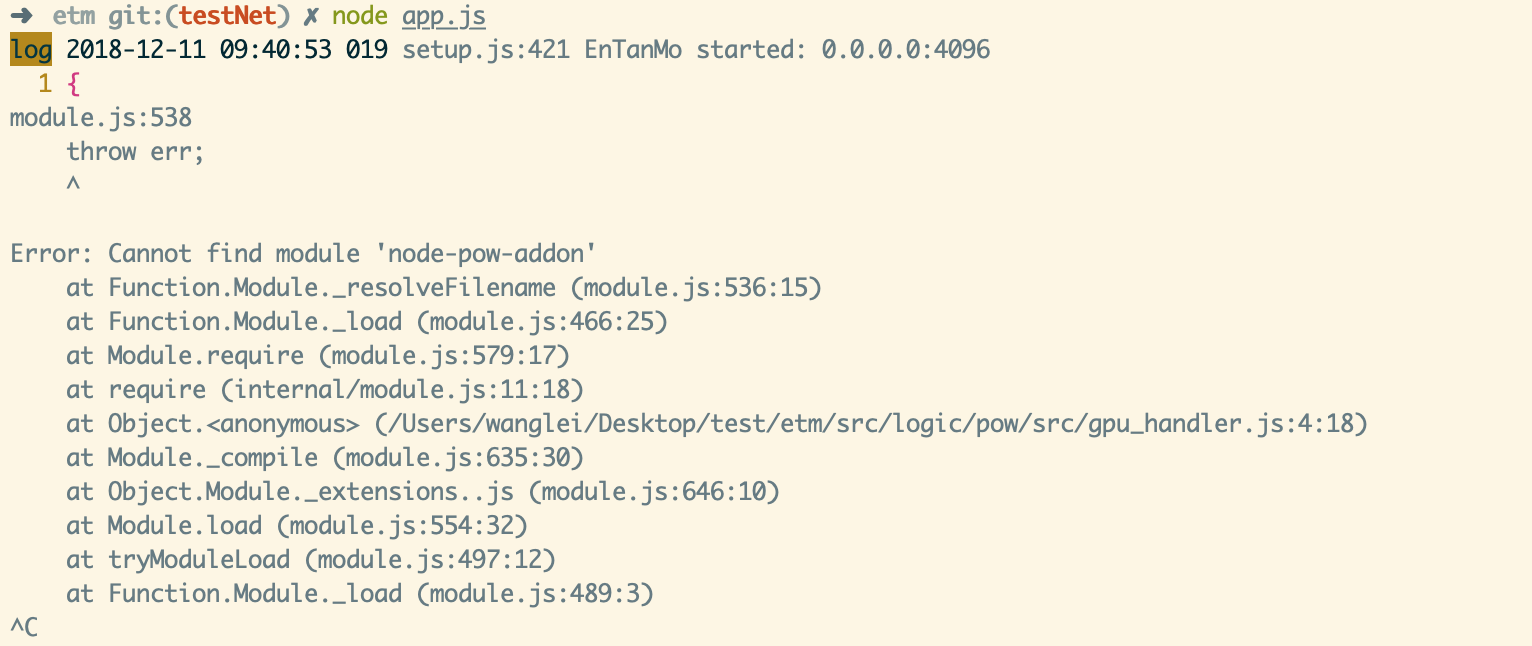 ➜ etm git:(testNet) ✗ node app.js
log 2018-12-11 09:40:53 019 setup.js:421 EnTanMo started: 0.0.0.0:4096
  1 {
module.js:538
    throw err;
    ^
Error: Cannot find module 'node-pow-addon'
    at Function.Module._resolveFilename (module.js:536:15)
    at Function.Module._load (module.js:466:25)
    at Module.require (module.js:579:17)
    at require (internal/module.js:11:18)
    at Object.<anonymous> (/Users/wanglei/Desktop/test/etm/src/logic/pow/src/gpu_handler.js:4:18)
    at Module._compile (module.js:635:30)
    at Object.Module._extensions..js (module.js:646:10)
    at Module.load (module.js:554:32)
    at tryModuleLoad (module.js:497:12)
    at Function.Module._load (module.js:489:3)
^C